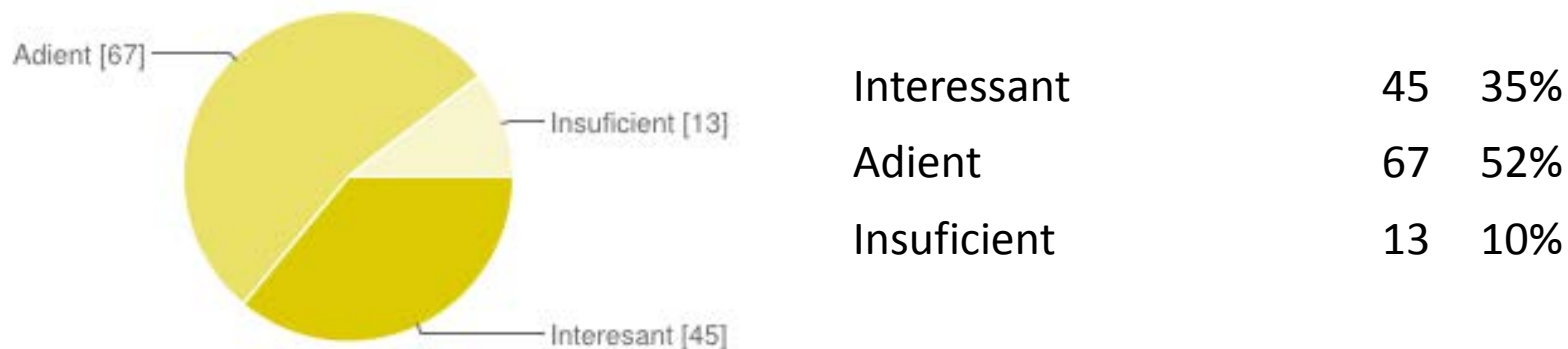 Adient [67]
Insuficient [13]
Interesant [45]
Interessant 45 35%
Adient 67 52%
Insuficient 13 10%